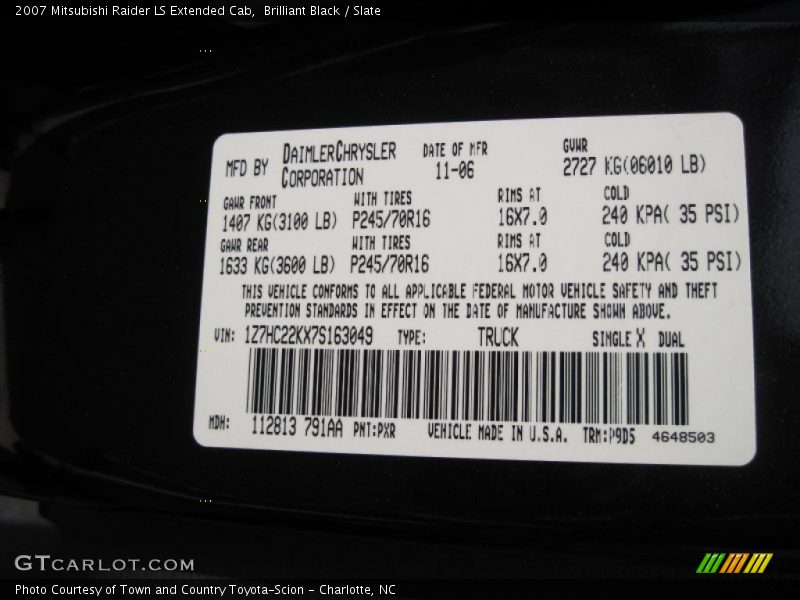 2007 Mitsubishi Raider LS Extended Cab, Brilliant Black / Slate
MFD BY DAIMLERCHRYSLER CORPORATION DATE OF MFR 11-06 GVWR 2727 KG(06010 LB)
GAWR FRONT WITH TIRES RIMS AT COLD
1407 KG(3100 LB) P245/70R16 16X7.0 240 KPA( 35 PSI)
GAWR REAR WITH TIRES RIMS AT COLD
1633 KG(3600 LB) P245/70R16 16X7.0 240 KPA( 35 PSI)
THIS VEHICLE CONFORMS TO ALL APPLICABLE FEDERAL MOTOR VEHICLE SAFETY AND THEFT
PREVENTION STANDARDS IN EFFECT ON THE DATE OF MANUFACTURE SHOWN ABOVE.
VIN: 1Z7HC22KX7S163049 TYPE: TRUCK SINGLE X DUAL
MDH: 112813 791AA PNT:PXR VEHICLE MADE IN U.S.A. TRM:P9D5 4648503
GTCARLOT.COM
Photo Courtesy of Town and Country Toyota-Scion - Charlotte, NC